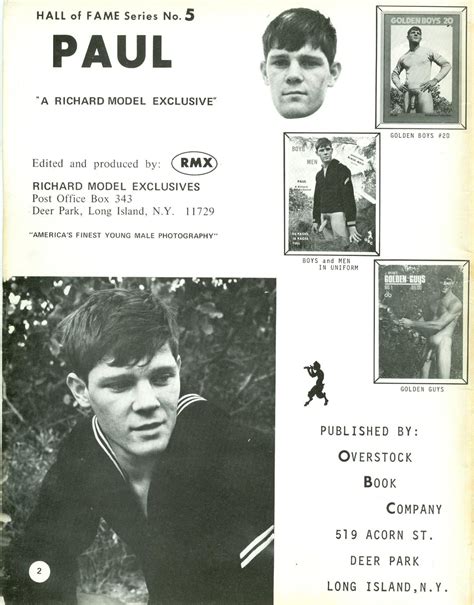 HALL of FAME Series No. 5
PAUL
"A RICHARD MODEL EXCLUSIVE"
Edited and produced by: RMX
RICHARD MODEL EXCLUSIVES
Post Office Box 343
Deer Park, Long Island, N.Y. 11729
"AMERICA'S FINEST YOUNG MALE PHOTOGRAPHY"
GOLDEN BOYS 20
GOLDEN BOYS #20
BOYS
MEN
BOYS and MEN
IN UNIFORM
GOLDEN GUYS
GOLDEN GUYS
PUBLISHED BY:
OVERSTOCK
BOOK
COMPANY
519 ACORN ST.
DEER PARK
LONG ISLAND, N.Y.
2